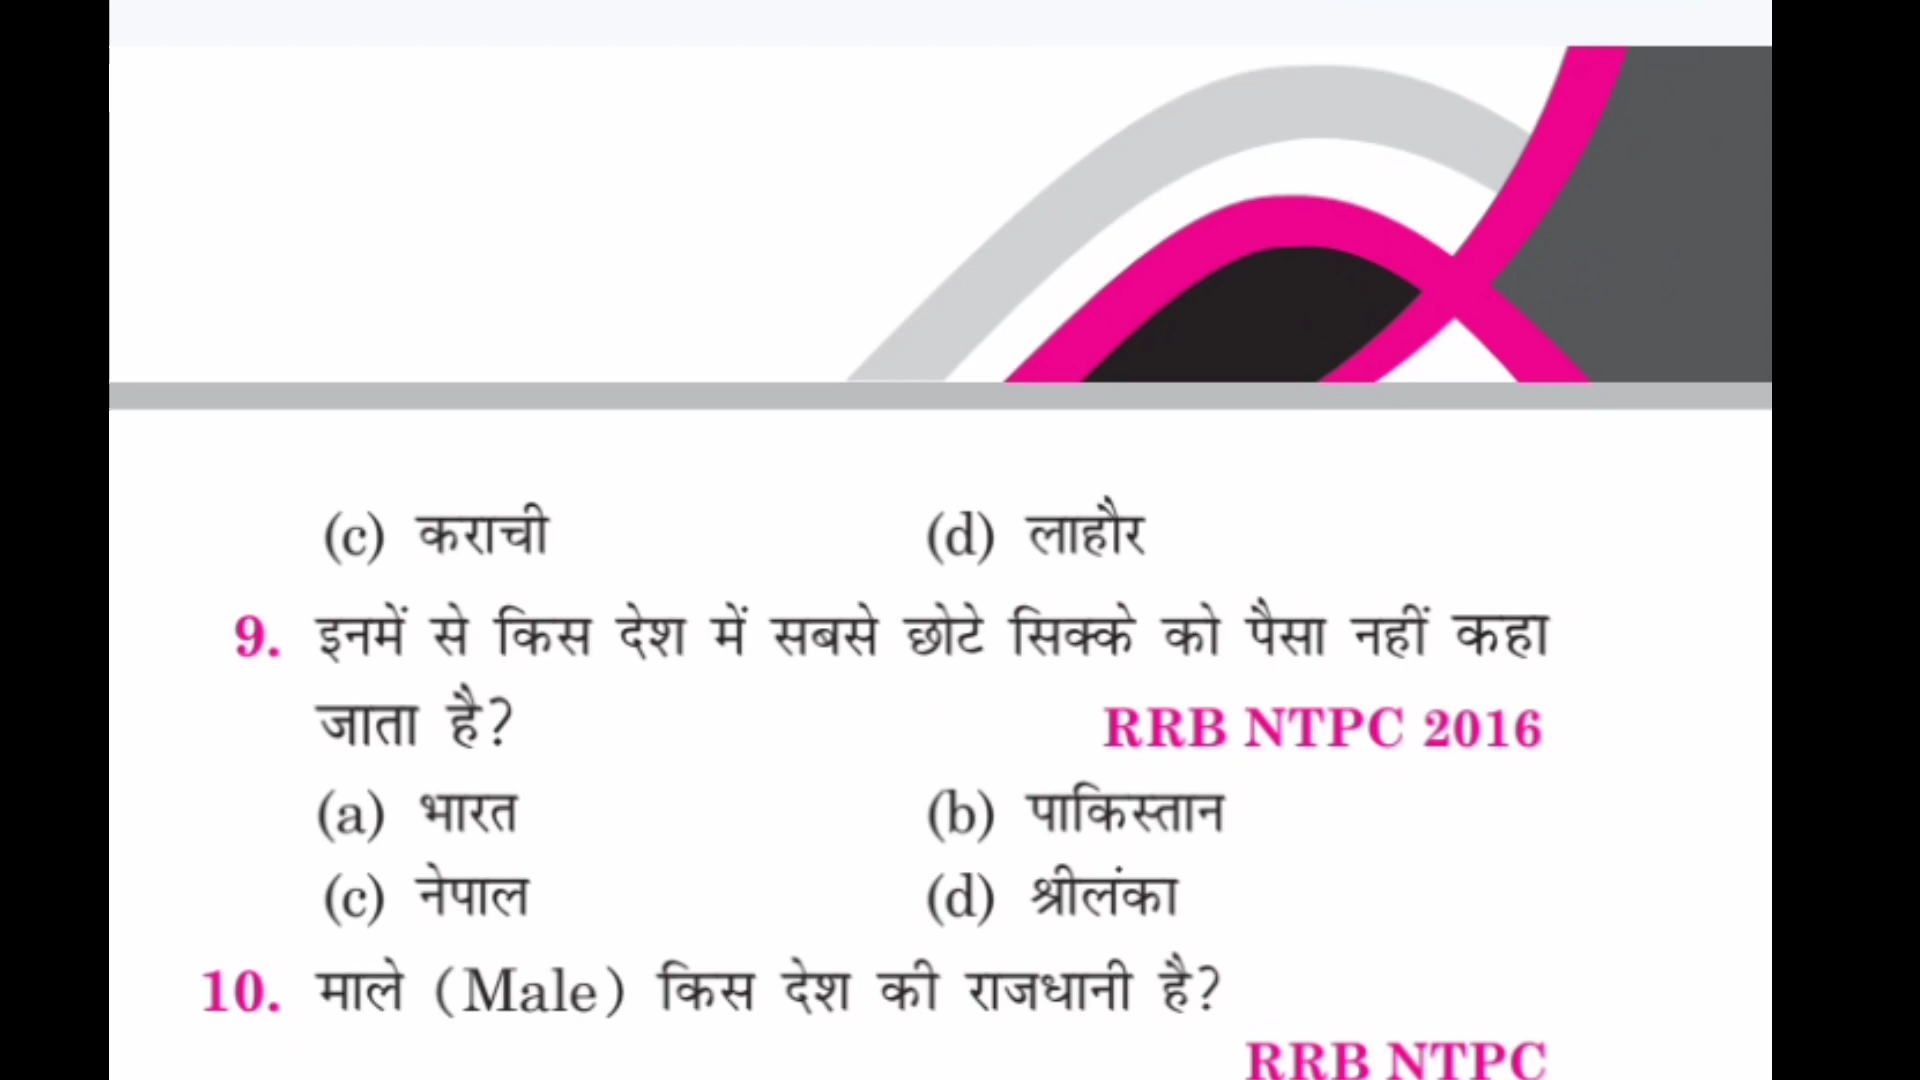 (c) कराची (d) लाहौर
9. इनमें से किस देश में सबसे छोटे सिक्के को पैसा नहीं कहा
जाता है? RRB NTPC 2016
(a) भारत (b) पाकिस्तान
(c) नेपाल (d) श्रीलंका
10. माले (Male) किस देश की राजधानी है?
RRB NTPC